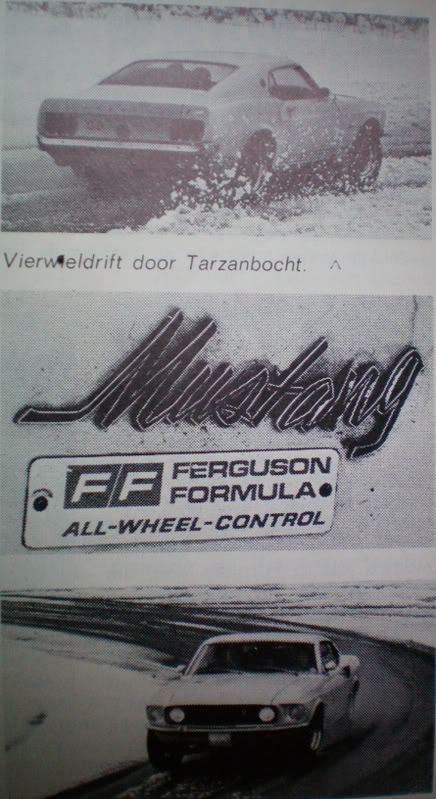 Vierwieldrift door Tarzanbocht. ^
Mustang
FF FERGUSON
FORMULA
ALL-WHEEL-CONTROL